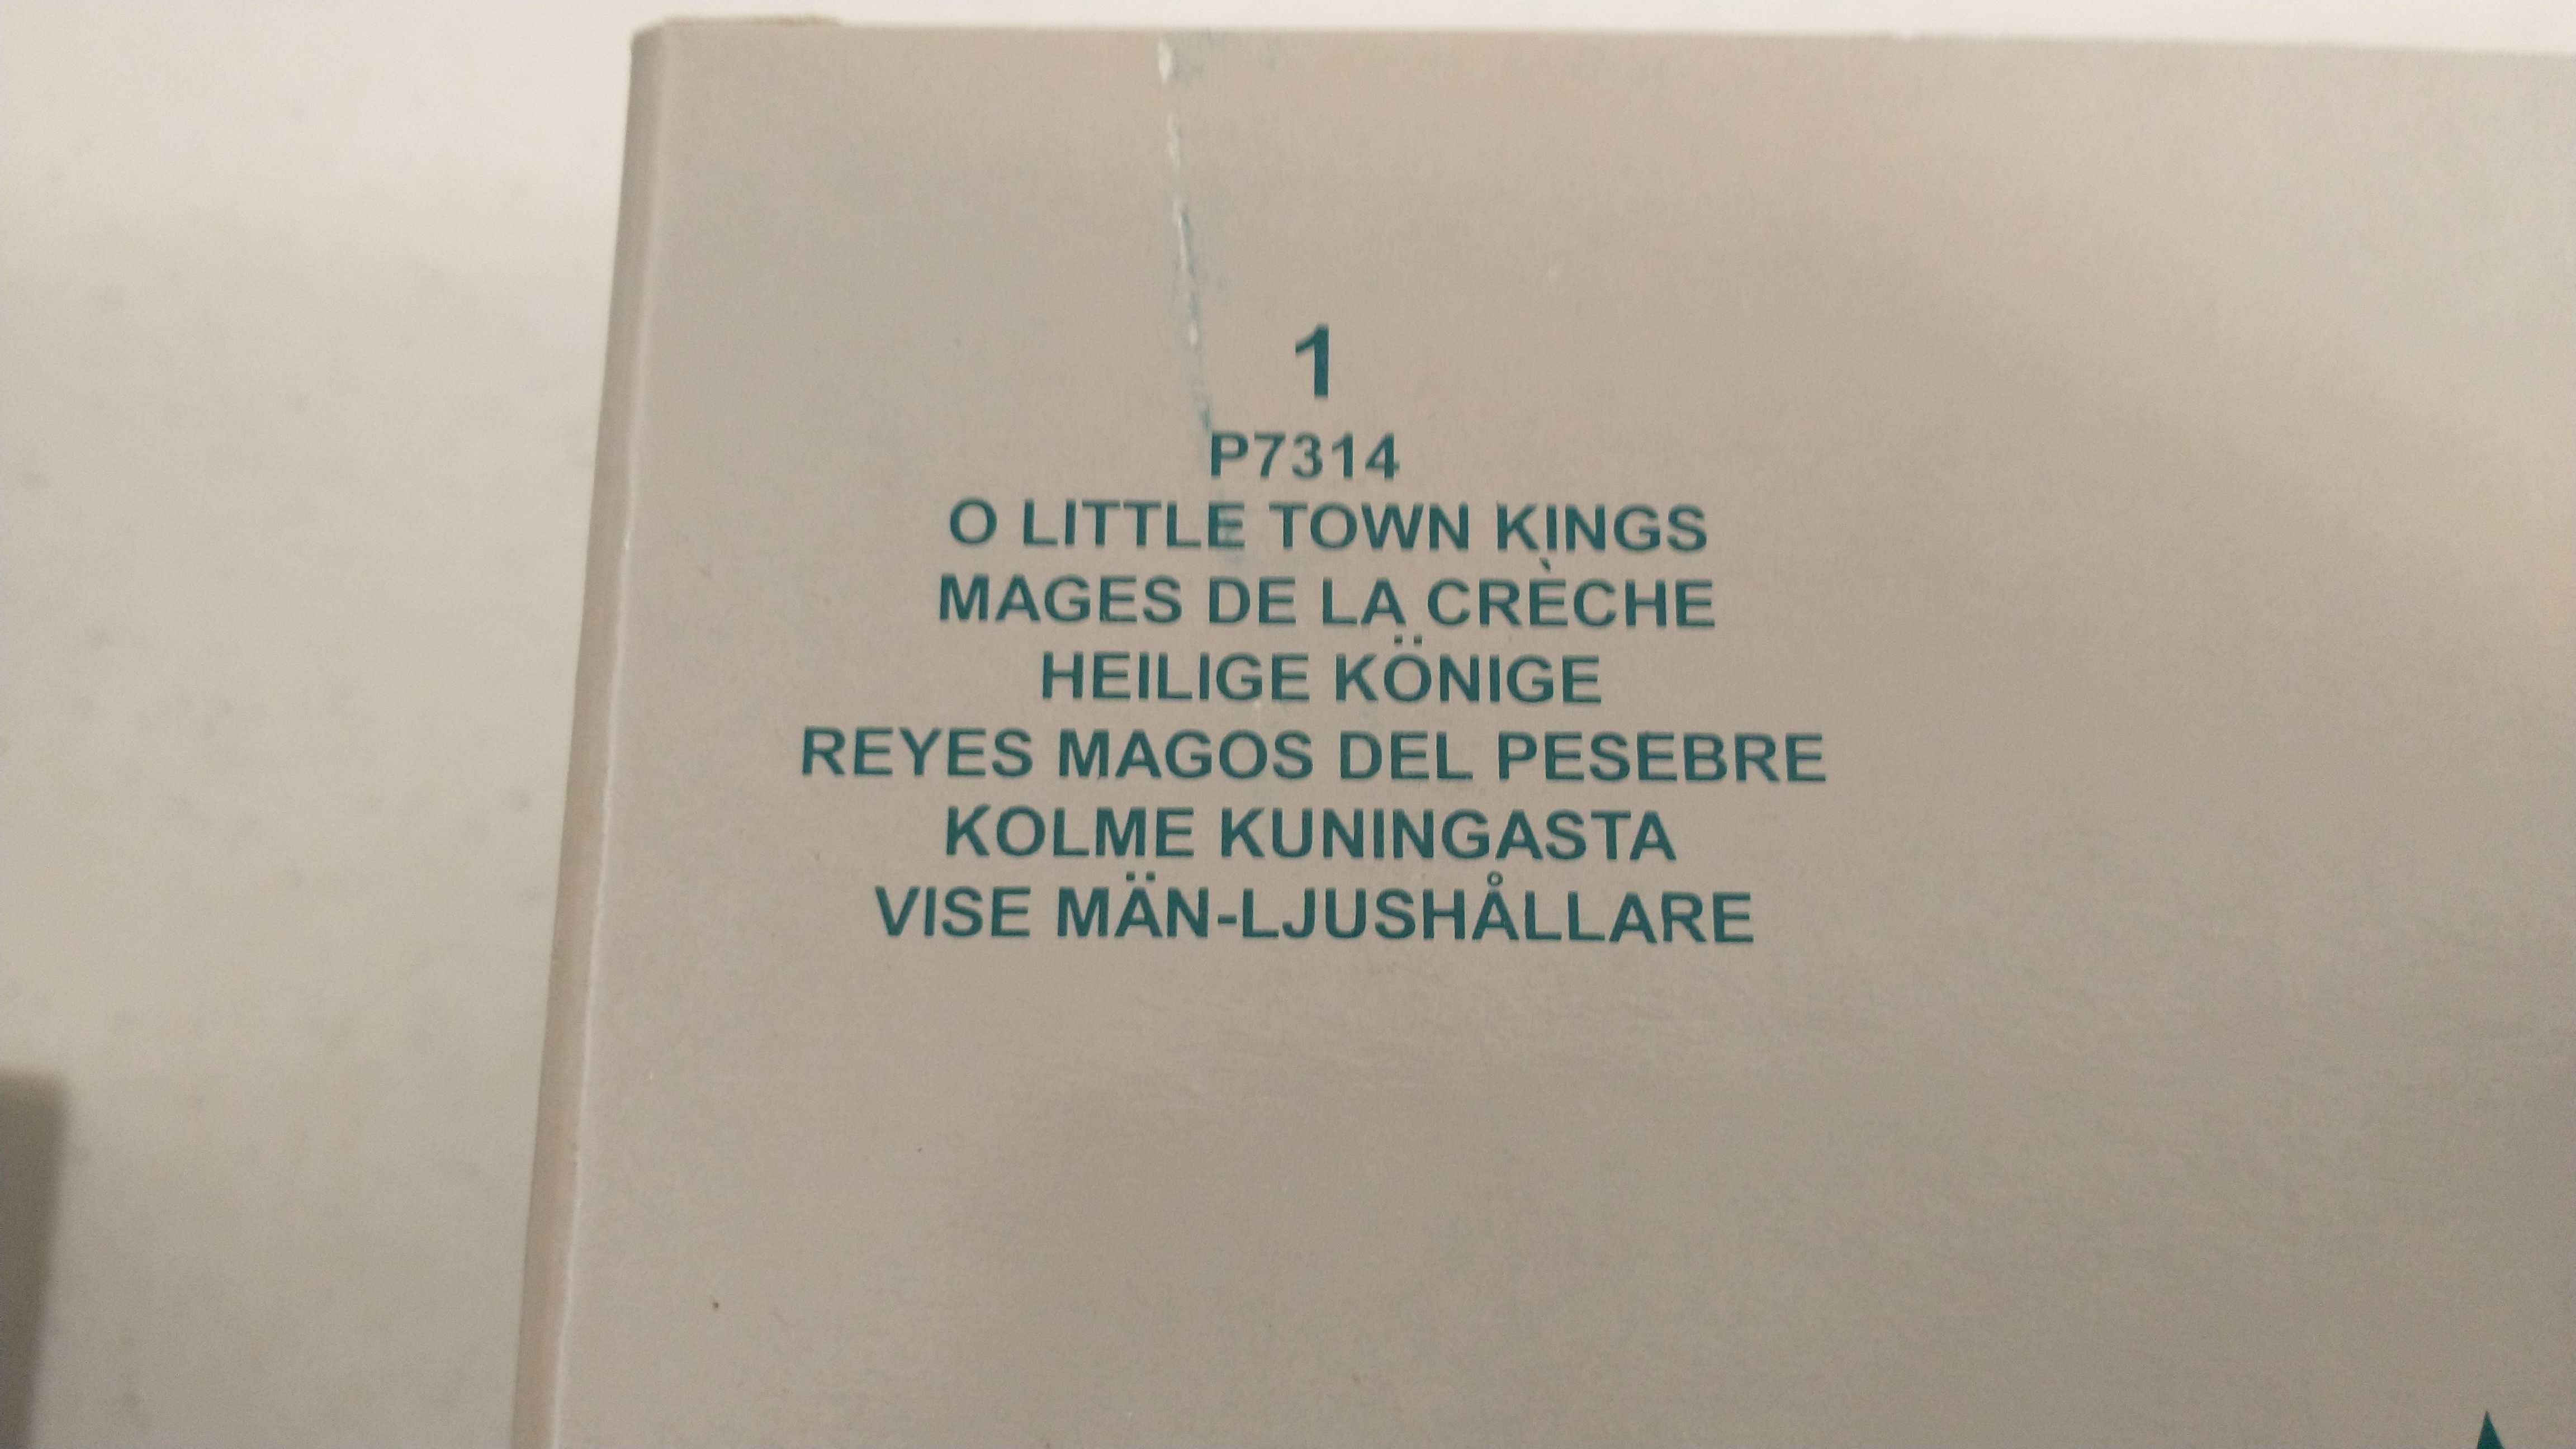 1
P7314
O LITTLE TOWN KINGS
MAGES DE LA CRÈCHE
HEILIGE KÖNIGE
REYES MAGOS DEL PESEBRE
KOLME KUNINGASTA
VISE MÄN-LJUSHÅLLARE